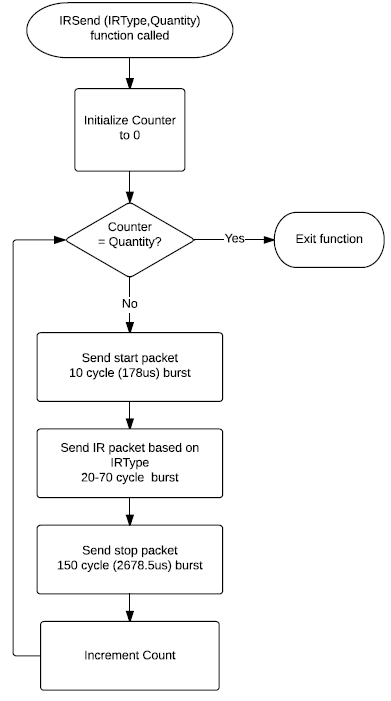 IRSend (IRType,Quantity)
function called
Initialize Counter
to 0
Counter
= Quantity?
Yes
Exit function
No
Send start packet
10 cycle (178us) burst
Send IR packet based on
IRType
20-70 cycle burst
Send stop packet
150 cycle (2678.5us) burst
Increment Count